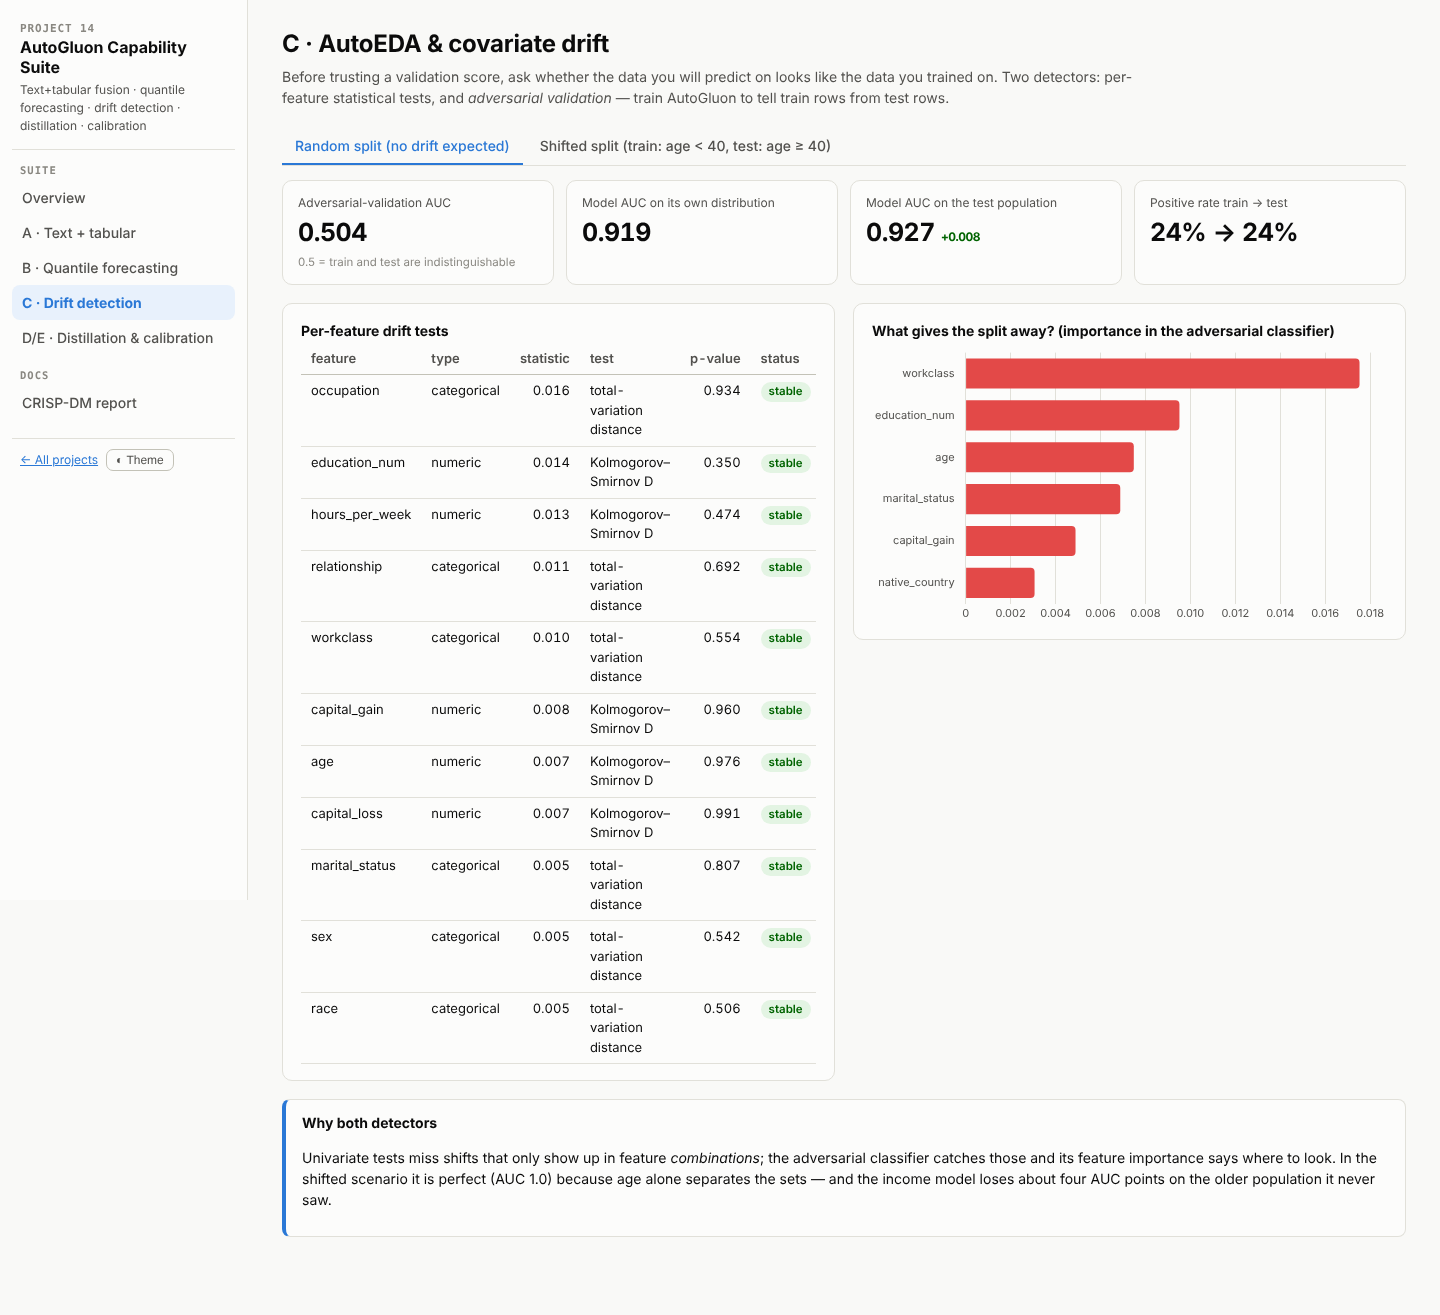 PROJECT 14
AutoGluon Capability
Suite
Text+tabular fusion · quantile
forecasting · drift detection ·
distillation · calibration
SUITE
Overview
A · Text + tabular
B · Quantile forecasting
C · Drift detection
D/E · Distillation & calibration
DOCS
CRISP-DM report
← All projects
Theme
C · AutoEDA & covariate drift
Before trusting a validation score, ask whether the data you will predict on looks like the data you trained on. Two detectors: per-
feature statistical tests, and adversarial validation — train AutoGluon to tell train rows from test rows.
Random split (no drift expected)
Shifted split (train: age < 40, test: age ≥ 40)
Adversarial-validation AUC
0.504
0.5 = train and test are indistinguishable
Model AUC on its own distribution
0.919
Model AUC on the test population
0.927 +0.008
Positive rate train → test
24% → 24%
Per-feature drift tests
feature type statistic test p-value status
occupation categorical 0.016 total- 0.934 stable
variation
distance
education_num numeric 0.014 Kolmogorov– 0.350 stable
Smirnov D
hours_per_week numeric 0.013 Kolmogorov– 0.474 stable
Smirnov D
relationship categorical 0.011 total- 0.692 stable
variation
distance
workclass categorical 0.010 total- 0.554 stable
variation
distance
capital_gain numeric 0.008 Kolmogorov– 0.960 stable
Smirnov D
age numeric 0.007 Kolmogorov– 0.976 stable
Smirnov D
capital_loss numeric 0.007 Kolmogorov– 0.991 stable
Smirnov D
marital_status categorical 0.005 total- 0.807 stable
variation
distance
sex categorical 0.005 total- 0.542 stable
variation
distance
race categorical 0.005 total- 0.506 stable
variation
distance
What gives the split away? (importance in the adversarial classifier)
workclass
education_num
age
marital_status
capital_gain
native_country
0 0.002 0.004 0.006 0.008 0.010 0.012 0.014 0.016 0.018
Why both detectors
Univariate tests miss shifts that only show up in feature combinations; the adversarial classifier catches those and its feature importance says where to look. In the
shifted scenario it is perfect (AUC 1.0) because age alone separates the sets — and the income model loses about four AUC points on the older population it never
saw.